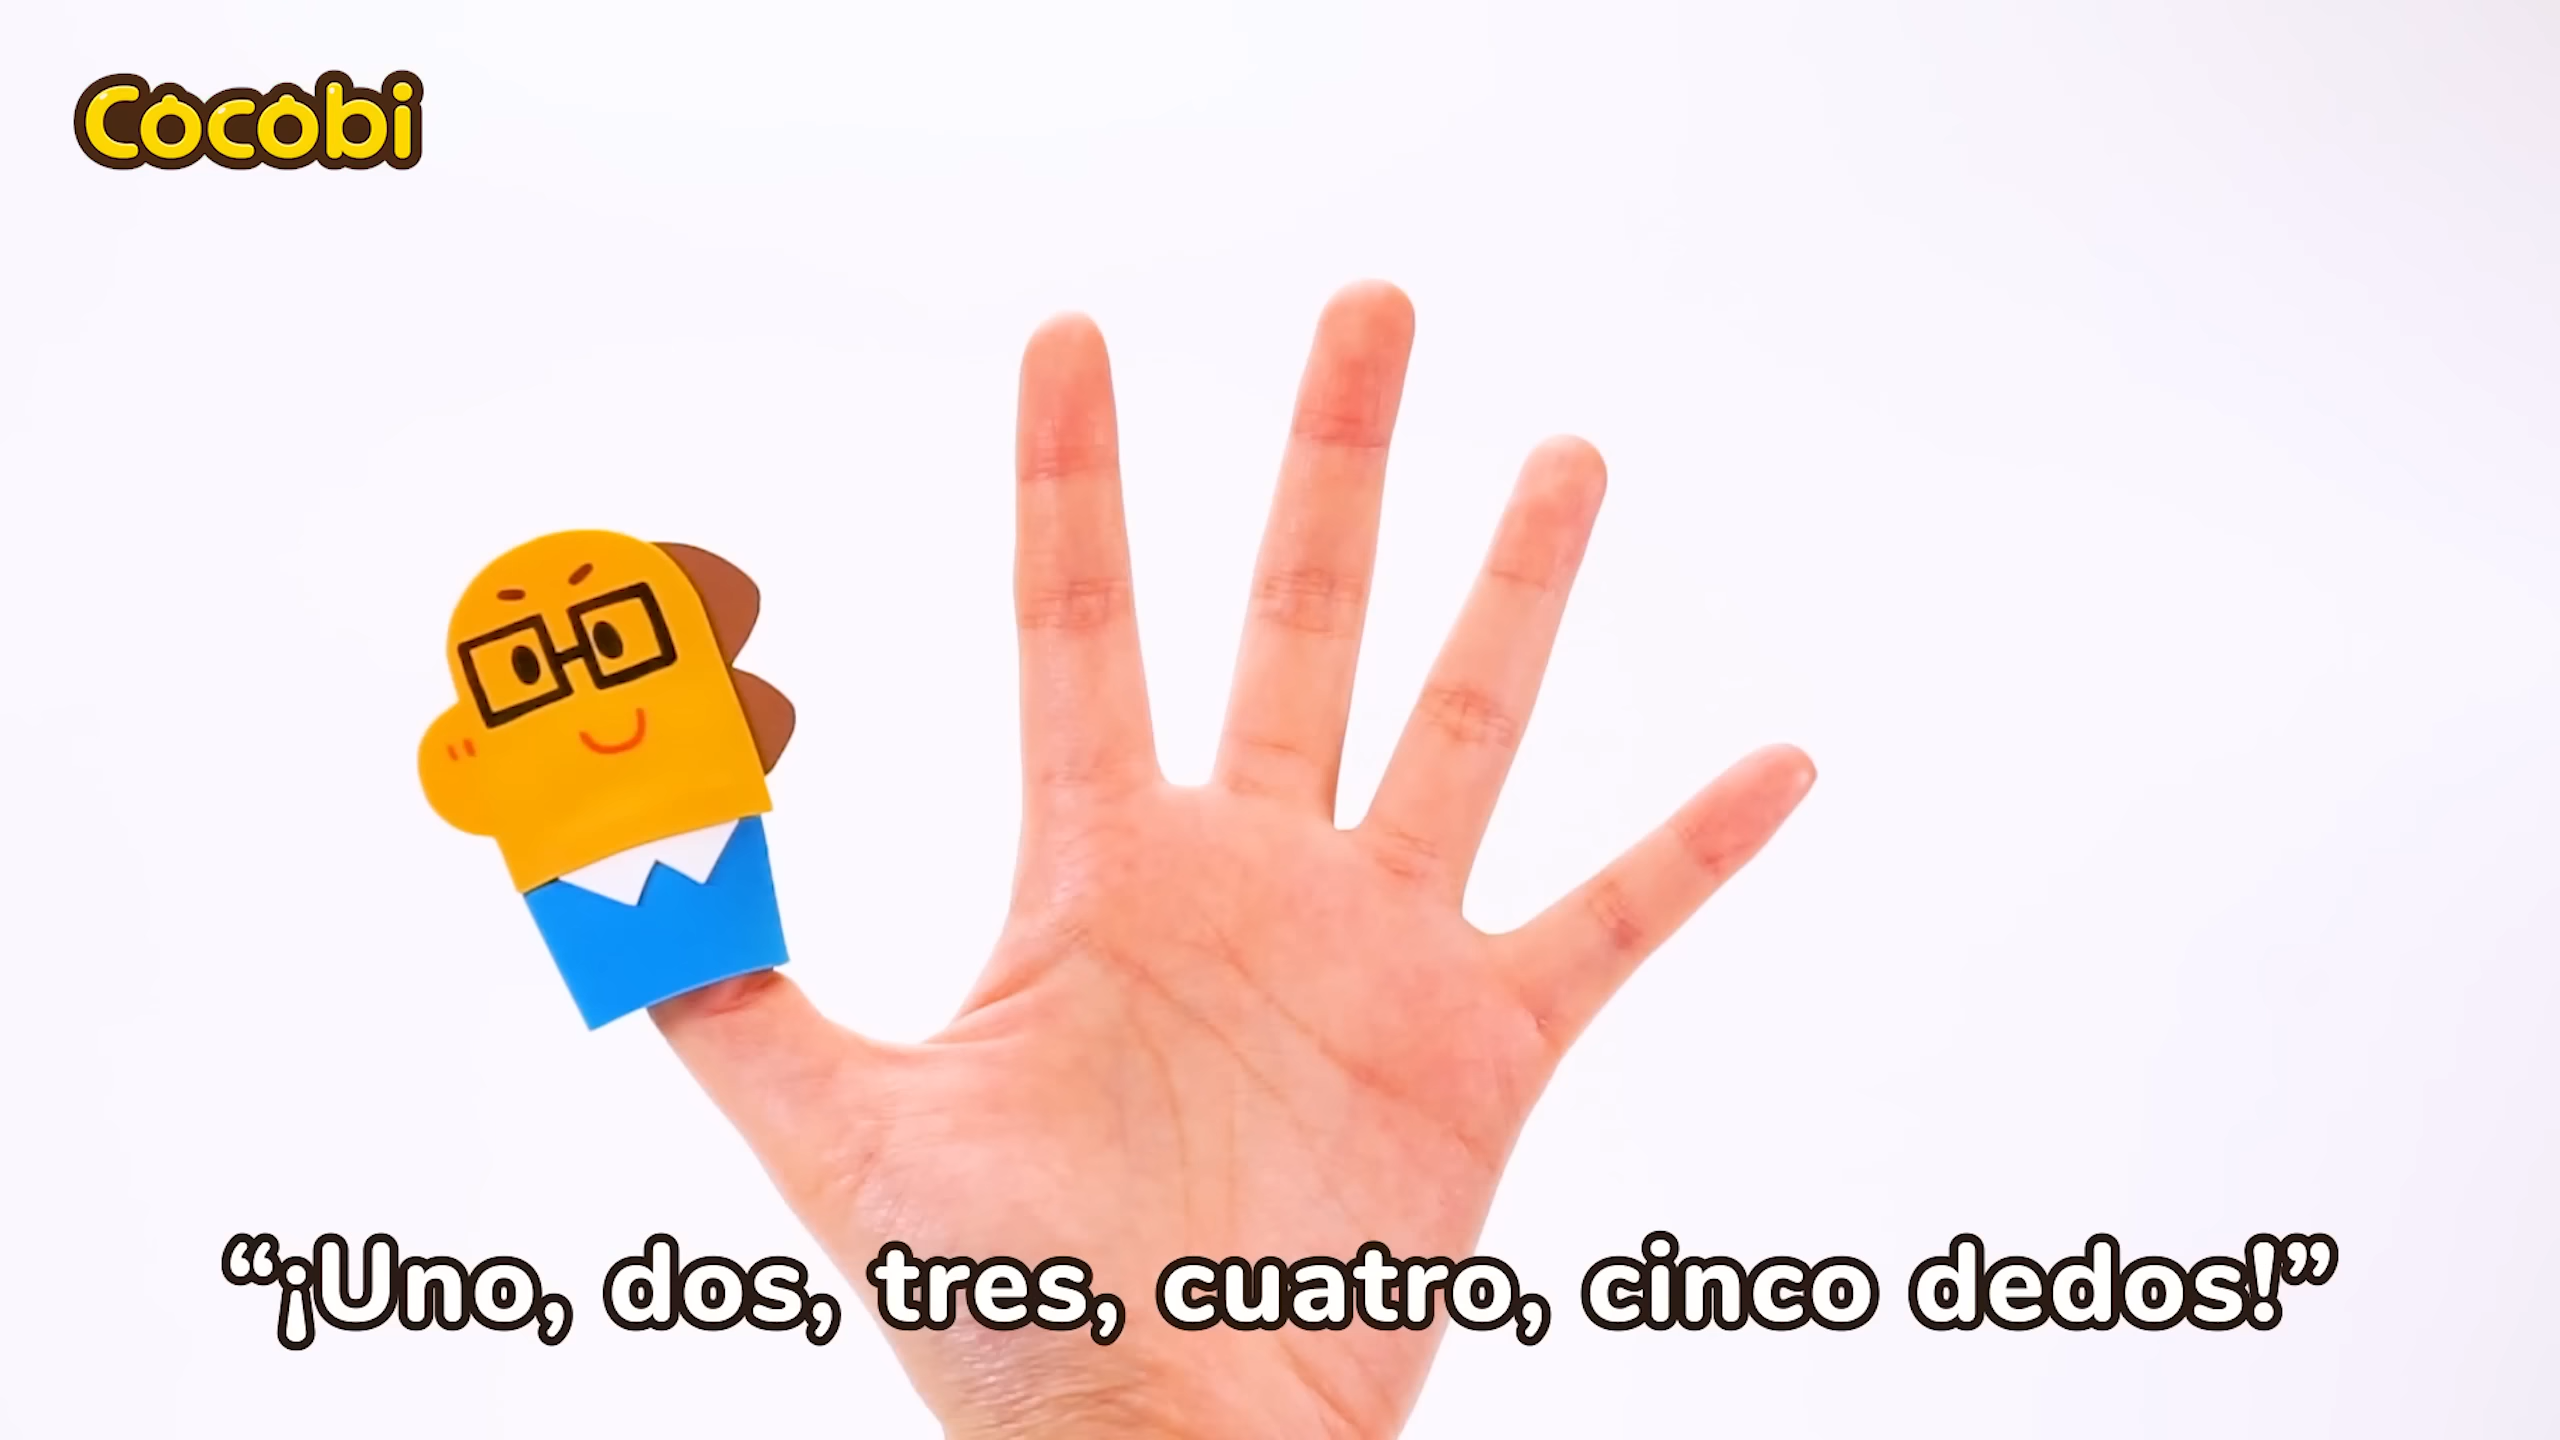 Cocobi
“¡Uno, dos, tres, cuatro, cinco dedos!”